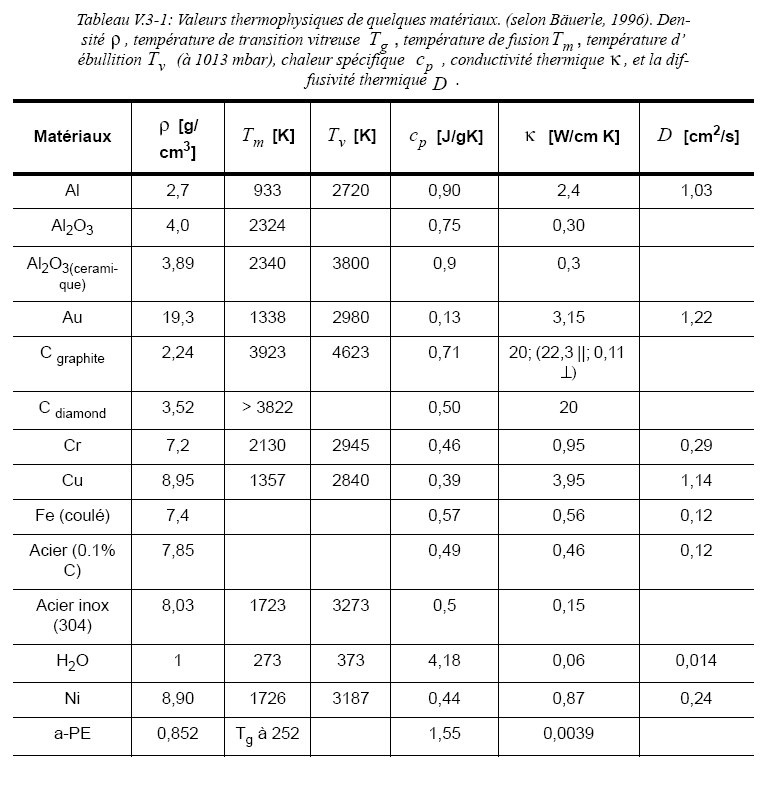 Tableau V.3-1: Valeurs thermophysiques de quelques matériaux. (selon Bäuerle, 1996). Den-
sité ρ , température de transition vitreuse T_g , température de fusion T_m , température d’
ébullition T_v (à 1013 mbar), chaleur spécifique c_p , conductivité thermique κ , et la dif-
fusivité thermique D .
Matériaux ρ [g/cm³] T_m [K] T_v [K] c_p [J/gK] κ [W/cm K] D [cm²/s]
Al 2,7 933 2720 0,90 2,4 1,03
Al₂O₃ 4,0 2324 0,75 0,30
Al₂O₃(cerami-
que) 3,89 2340 3800 0,9 0,3
Au 19,3 1338 2980 0,13 3,15 1,22
C graphite 2,24 3923 4623 0,71 20; (22,3 ||; 0,11
⊥)
C diamond 3,52 > 3822 0,50 20
Cr 7,2 2130 2945 0,46 0,95 0,29
Cu 8,95 1357 2840 0,39 3,95 1,14
Fe (coulé) 7,4 0,57 0,56 0,12
Acier (0.1%
C) 7,85 0,49 0,46 0,12
Acier inox
(304) 8,03 1723 3273 0,5 0,15
H₂O 1 273 373 4,18 0,06 0,014
Ni 8,90 1726 3187 0,44 0,87 0,24
a-PE 0,852 T_g à 252 1,55 0,0039